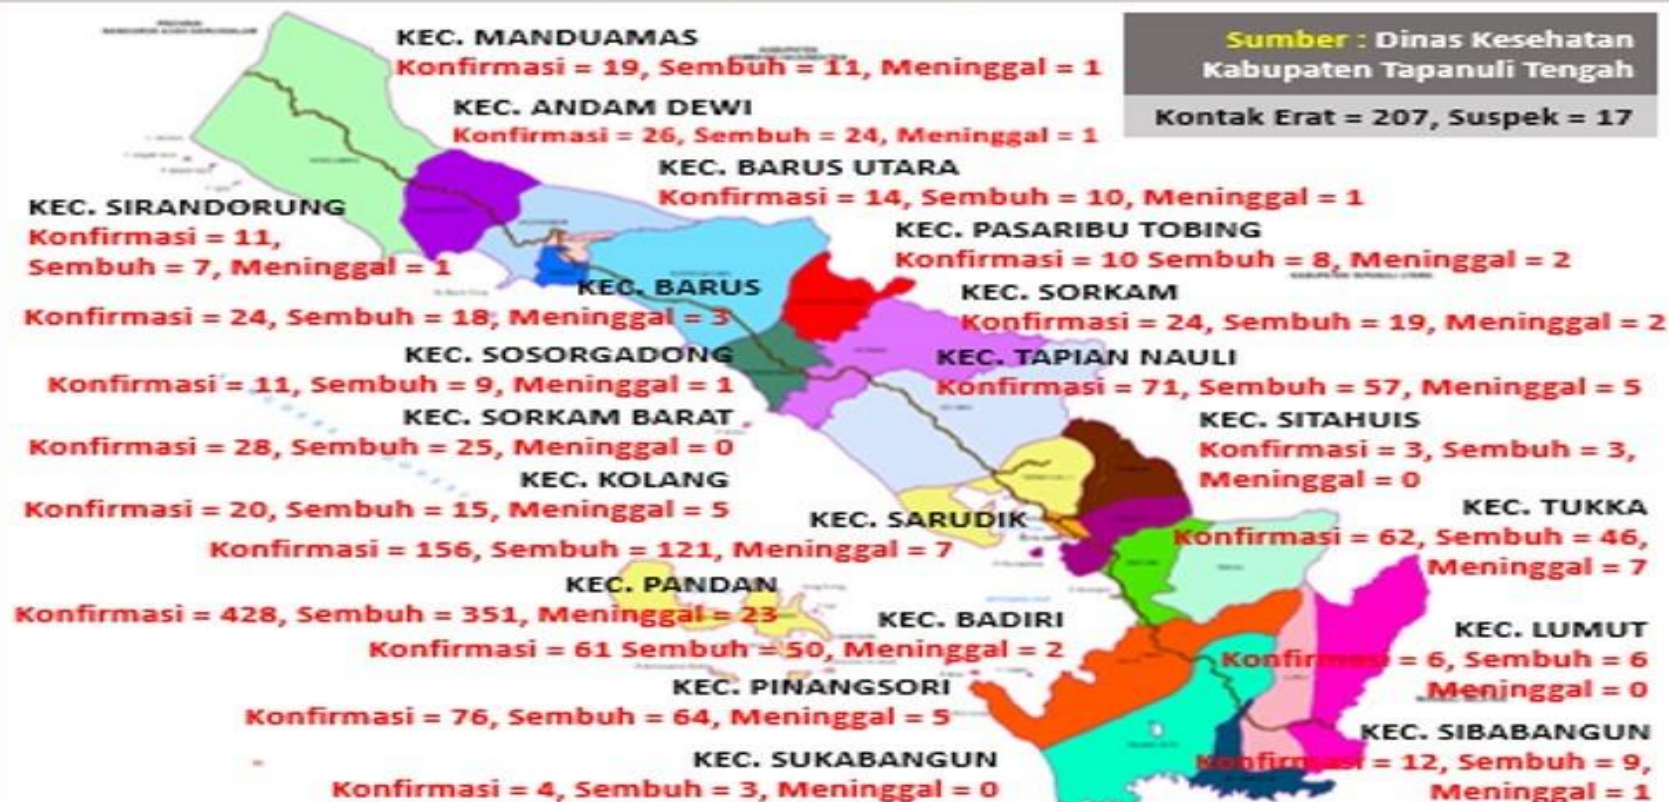 KEC. MANDUAMAS
Konfirmasi = 19, Sembuh = 11, Meninggal = 1
Sumber : Dinas Kesehatan
Kabupaten Tapanuli Tengah
Kontak Erat = 207, Suspek = 17
KEC. ANDAM DEWI
Konfirmasi = 26, Sembuh = 24, Meninggal = 1
KEC. BARUS UTARA
Konfirmasi = 14, Sembuh = 10, Meninggal = 1
KEC. SIRANDORUNG
Konfirmasi = 11,
Sembuh = 7, Meninggal = 1
KEC. PASARIBU TOBING
Konfirmasi = 10 Sembuh = 8, Meninggal = 2
KEC. BARUS
Konfirmasi = 24, Sembuh = 18, Meninggal = 3
KEC. SORKAM
Konfirmasi = 24, Sembuh = 19, Meninggal = 2
KEC. SOSORGADONG
Konfirmasi = 11, Sembuh = 9, Meninggal = 1
KEC. TAPIAN NAULI
Konfirmasi = 71, Sembuh = 57, Meninggal = 5
KEC. SORKAM BARAT
Konfirmasi = 28, Sembuh = 25, Meninggal = 0
KEC. SITAHUIS
Konfirmasi = 3, Sembuh = 3,
Meninggal = 0
KEC. KOLANG
Konfirmasi = 20, Sembuh = 15, Meninggal = 5
KEC. SARUDIK
Konfirmasi = 156, Sembuh = 121, Meninggal = 7
KEC. TUKKA
Konfirmasi = 62, Sembuh = 46,
Meninggal = 7
KEC. PANDAN
Konfirmasi = 428, Sembuh = 351, Meninggal = 23
KEC. BADIRI
Konfirmasi = 61 Sembuh = 50, Meninggal = 2
KEC. LUMUT
Konfirmasi = 6, Sembuh = 6
Meninggal = 0
KEC. PINANGSORI
Konfirmasi = 76, Sembuh = 64, Meninggal = 5
KEC. SIBABANGUN
Konfirmasi = 12, Sembuh = 9,
Meninggal = 1
KEC. SUKABANGUN
Konfirmasi = 4, Sembuh = 3, Meninggal = 0